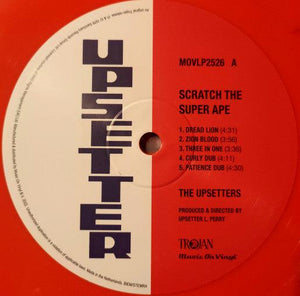 UPSETTER
MOVLP2526 A
SCRATCH THE
SUPER APE
1. DREAD LION (4:31)
2. ZION BLOOD (3:56)
3. THREE IN ONE (3:36)
4. CURLY DUB (4:11)
5. PATIENCE DUB (4:30)
THE UPSETTERS
PRODUCED & DIRECTED BY
UPSETTER L. PERRY
TROJAN
Music On Vinyl